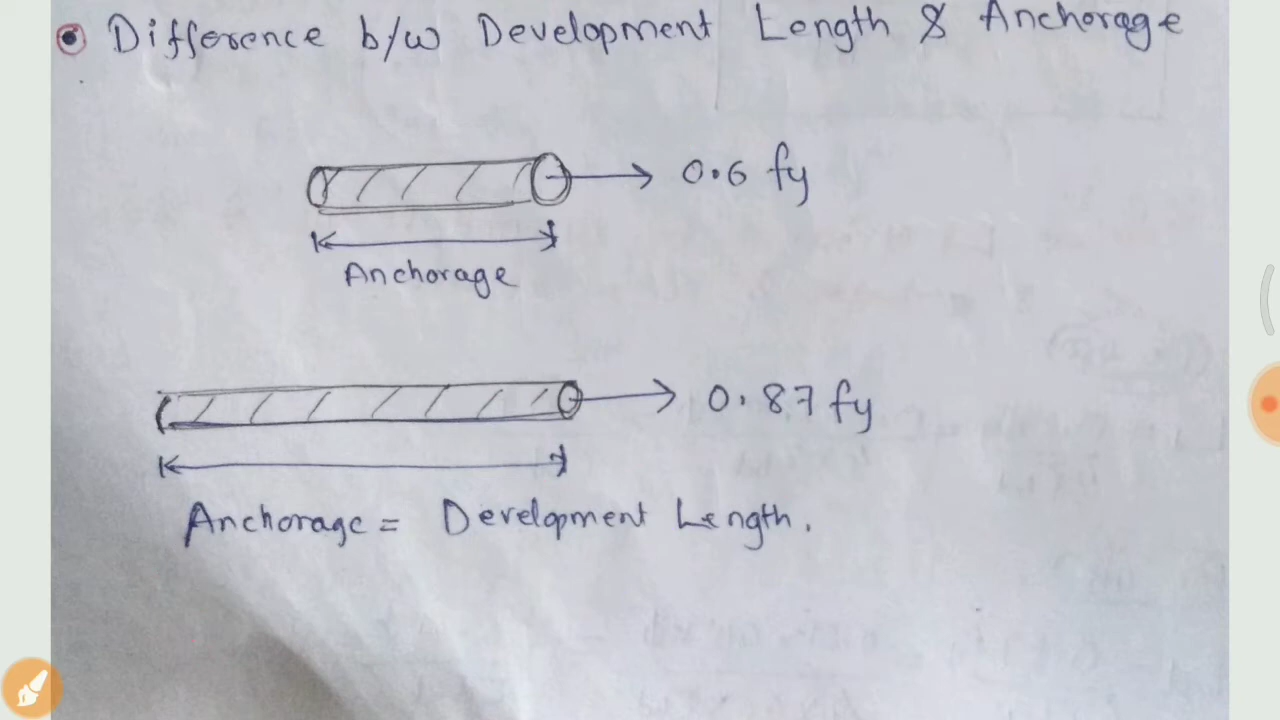 Difference b/w Development Length & Anchorage
0.6 fy
Anchorage
0.87 fy
Anchorage = Development Length.